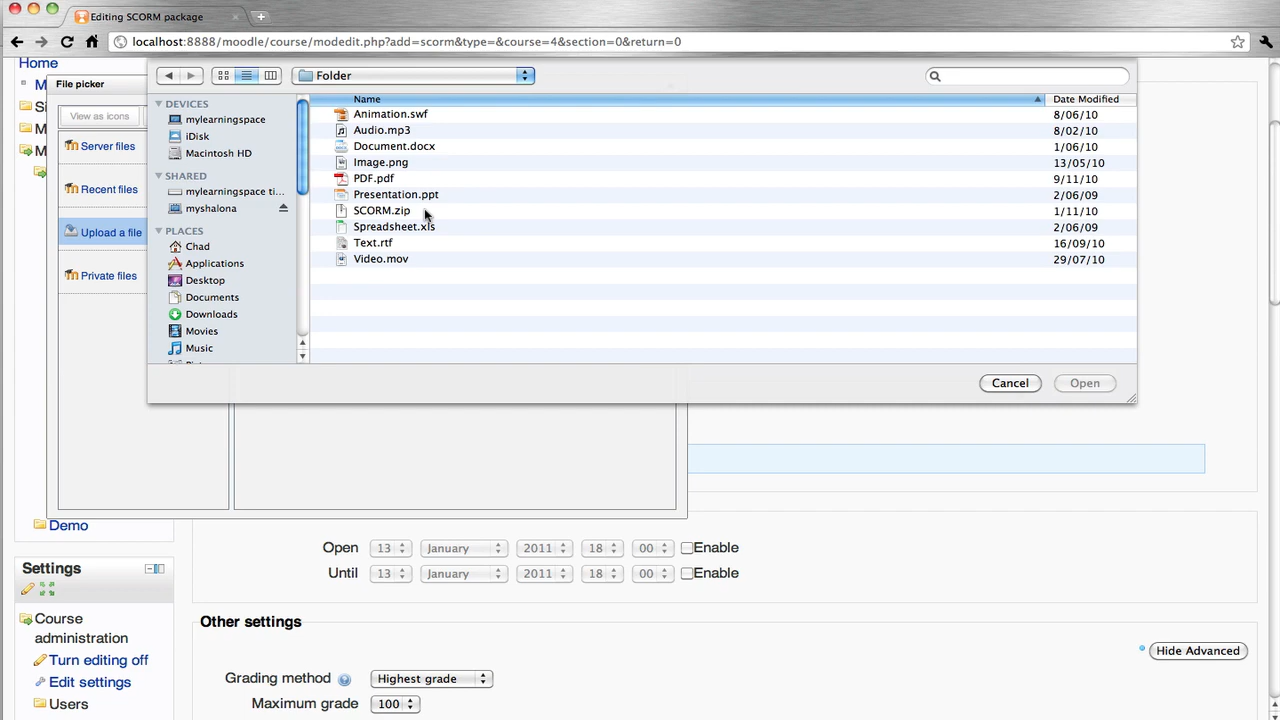 Editing SCORM package
localhost:8888/moodle/course/modedit.php?add=scorm&type=&course=4&section=0&return=0
Home
File picker
M
Si
M
M
View as icons
Server files
Recent files
Upload a file
Private files
Folder
DEVICES
mylearningspace
iDisk
Macintosh HD
SHARED
mylearningspace ti...
myshalona
PLACES
Chad
Applications
Desktop
Documents
Downloads
Movies
Music
Name Date Modified
Animation.swf 8/06/10
Audio.mp3 8/02/10
Document.docx 1/06/10
Image.png 13/05/10
PDF.pdf 9/11/10
Presentation.ppt 2/06/09
SCORM.zip 1/11/10
Spreadsheet.xls 2/06/09
Text.rtf 16/09/10
Video.mov 29/07/10
Cancel Open
Demo
Settings
Course
administration
Turn editing off
Edit settings
Users
Open 13 January 2011 18 00 Enable
Until 13 January 2011 18 00 Enable
Other settings
Hide Advanced
Grading method Highest grade
Maximum grade 100